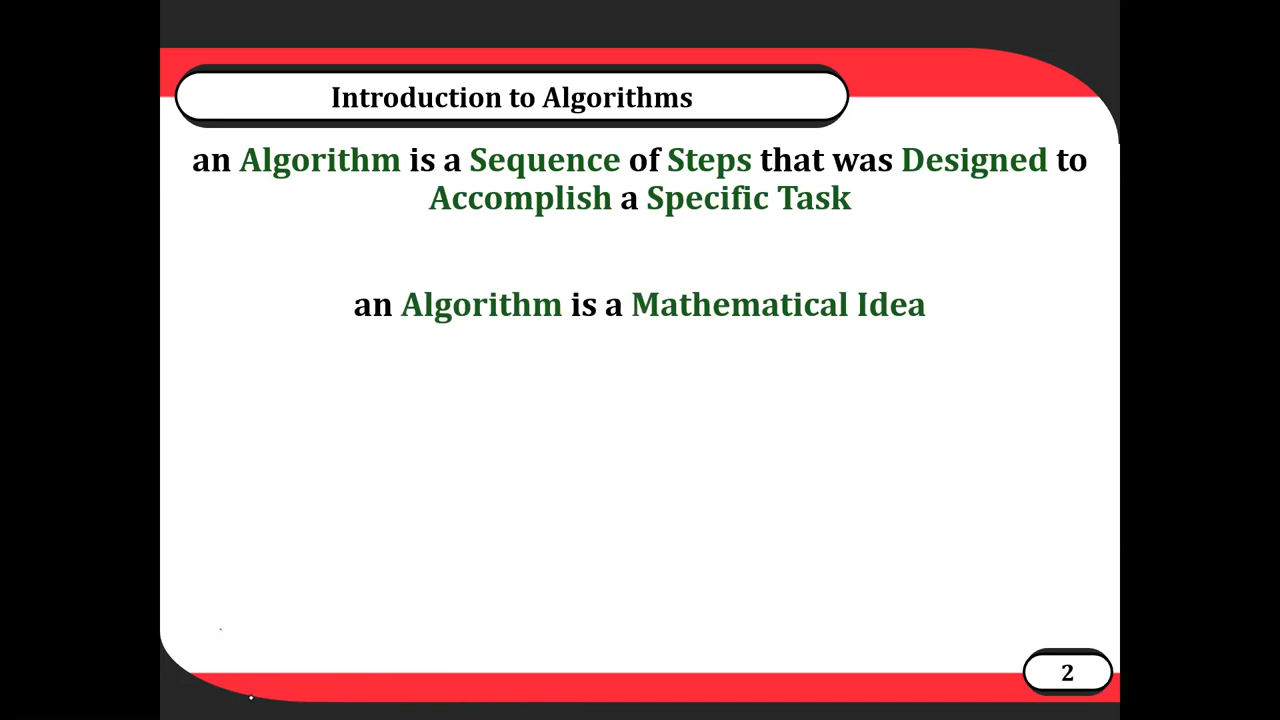 Introduction to Algorithms
an Algorithm is a Sequence of Steps that was Designed to
Accomplish a Specific Task
an Algorithm is a Mathematical Idea
2